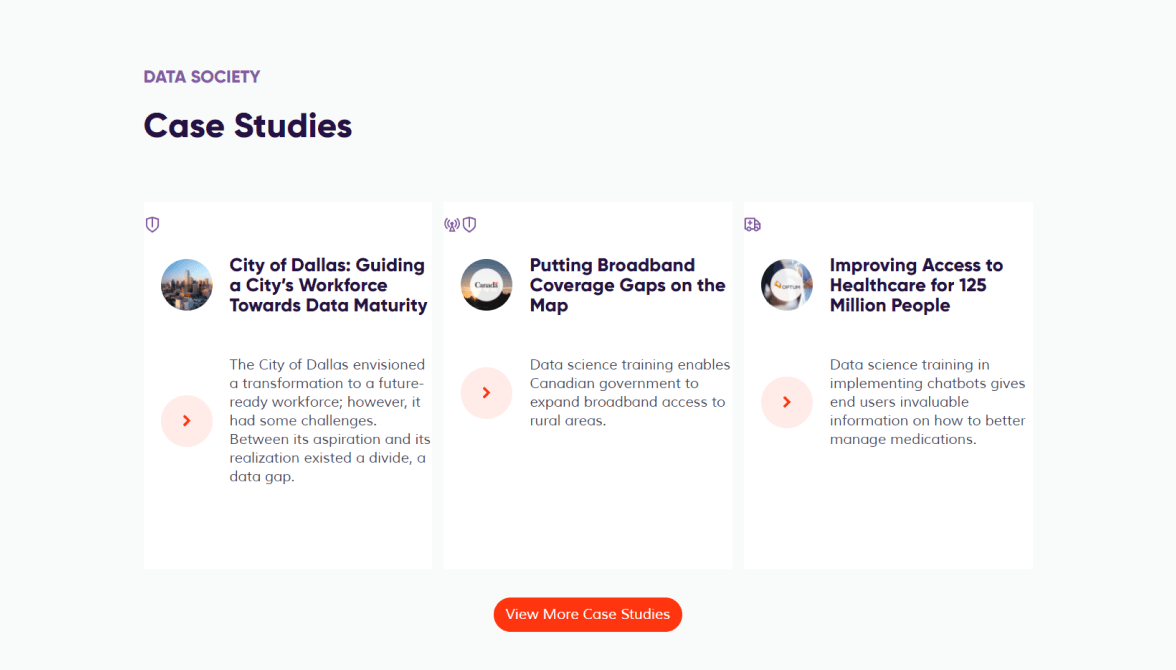 DATA SOCIETY
Case Studies
City of Dallas: Guiding
a City’s Workforce
Towards Data Maturity
The City of Dallas envisioned
a transformation to a future-
ready workforce; however, it
had some challenges.
Between its aspiration and its
realization existed a divide, a
data gap.
Canada
Putting Broadband
Coverage Gaps on the
Map
Data science training enables
Canadian government to
expand broadband access to
rural areas.
OPTUM
Improving Access to
Healthcare for 125
Million People
Data science training in
implementing chatbots gives
end users invaluable
information on how to better
manage medications.
View More Case Studies